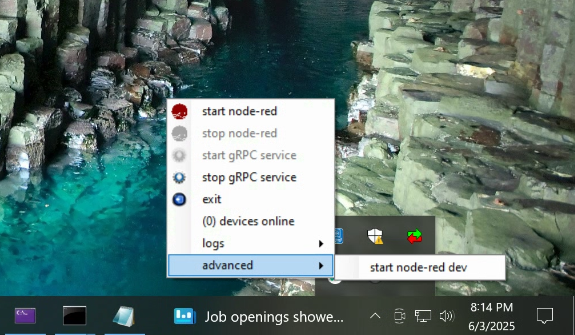 start node-red
stop node-red
start gRPC service
stop gRPC service
exit
(0) devices online
logs
advanced
start node-red dev
Job openings showe...
8:14 PM
6/3/2025